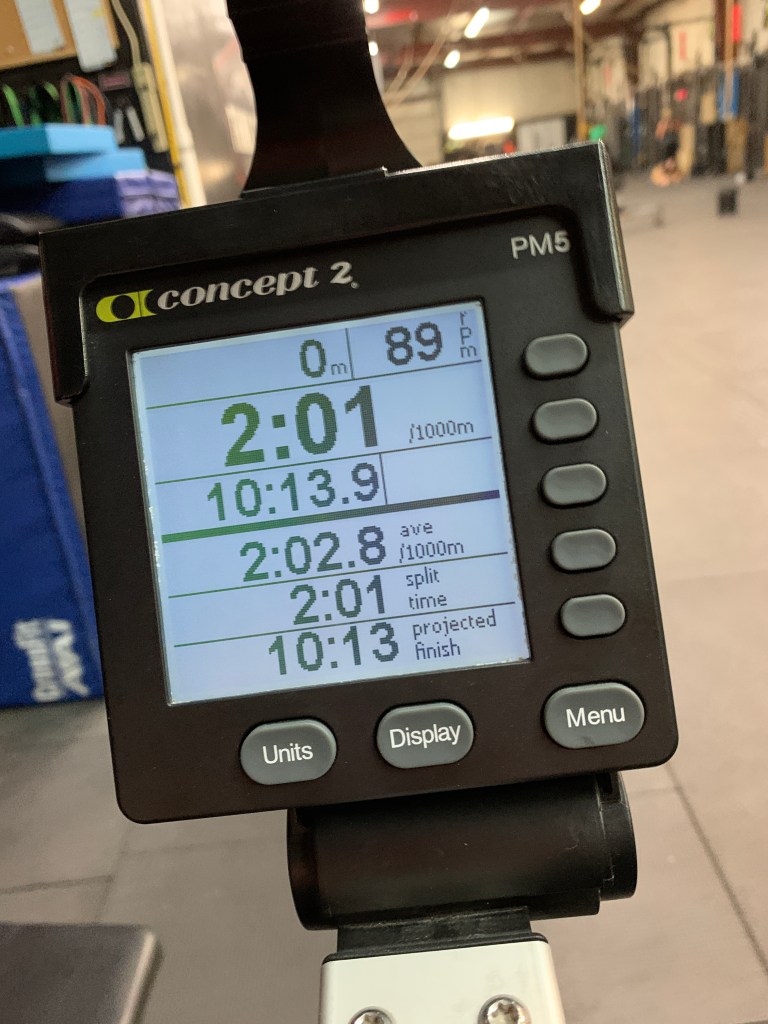 PM5
concept 2
0m 89 rpm
2:01 /1000m
10:13.9
2:02.8 ave /1000m
2:01 split time
10:13 projected finish
Units Display Menu